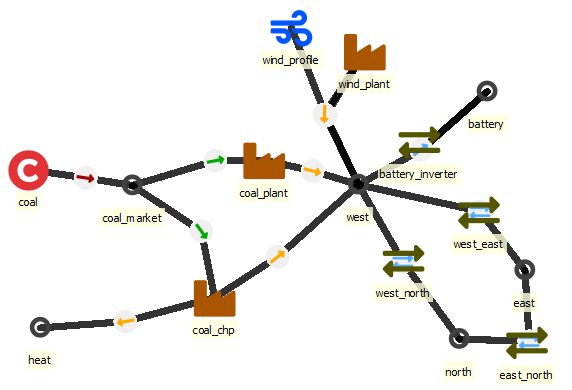 wind_profile
wind_plant
battery
coal_plant
battery_inverter
coal
coal_market
west
west_east
west_north
east
coal_chp
heat
north
east_north